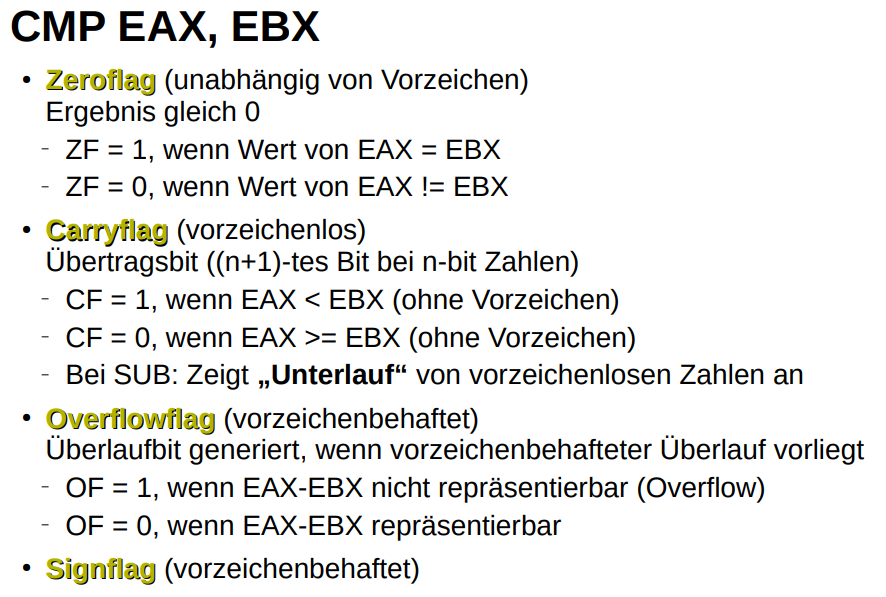 CMP EAX, EBX
• Zeroflag (unabhängig von Vorzeichen)
Ergebnis gleich 0
- ZF = 1, wenn Wert von EAX = EBX
- ZF = 0, wenn Wert von EAX != EBX
• Carryflag (vorzeichenlos)
Übertragsbit ((n+1)-tes Bit bei n-bit Zahlen)
- CF = 1, wenn EAX < EBX (ohne Vorzeichen)
- CF = 0, wenn EAX >= EBX (ohne Vorzeichen)
- Bei SUB: Zeigt „Unterlauf“ von vorzeichenlosen Zahlen an
• Overflowflag (vorzeichenbehaftet)
Überlaufbit generiert, wenn vorzeichenbehafteter Überlauf vorliegt
- OF = 1, wenn EAX-EBX nicht repräsentierbar (Overflow)
- OF = 0, wenn EAX-EBX repräsentierbar
• Signflag (vorzeichenbehaftet)